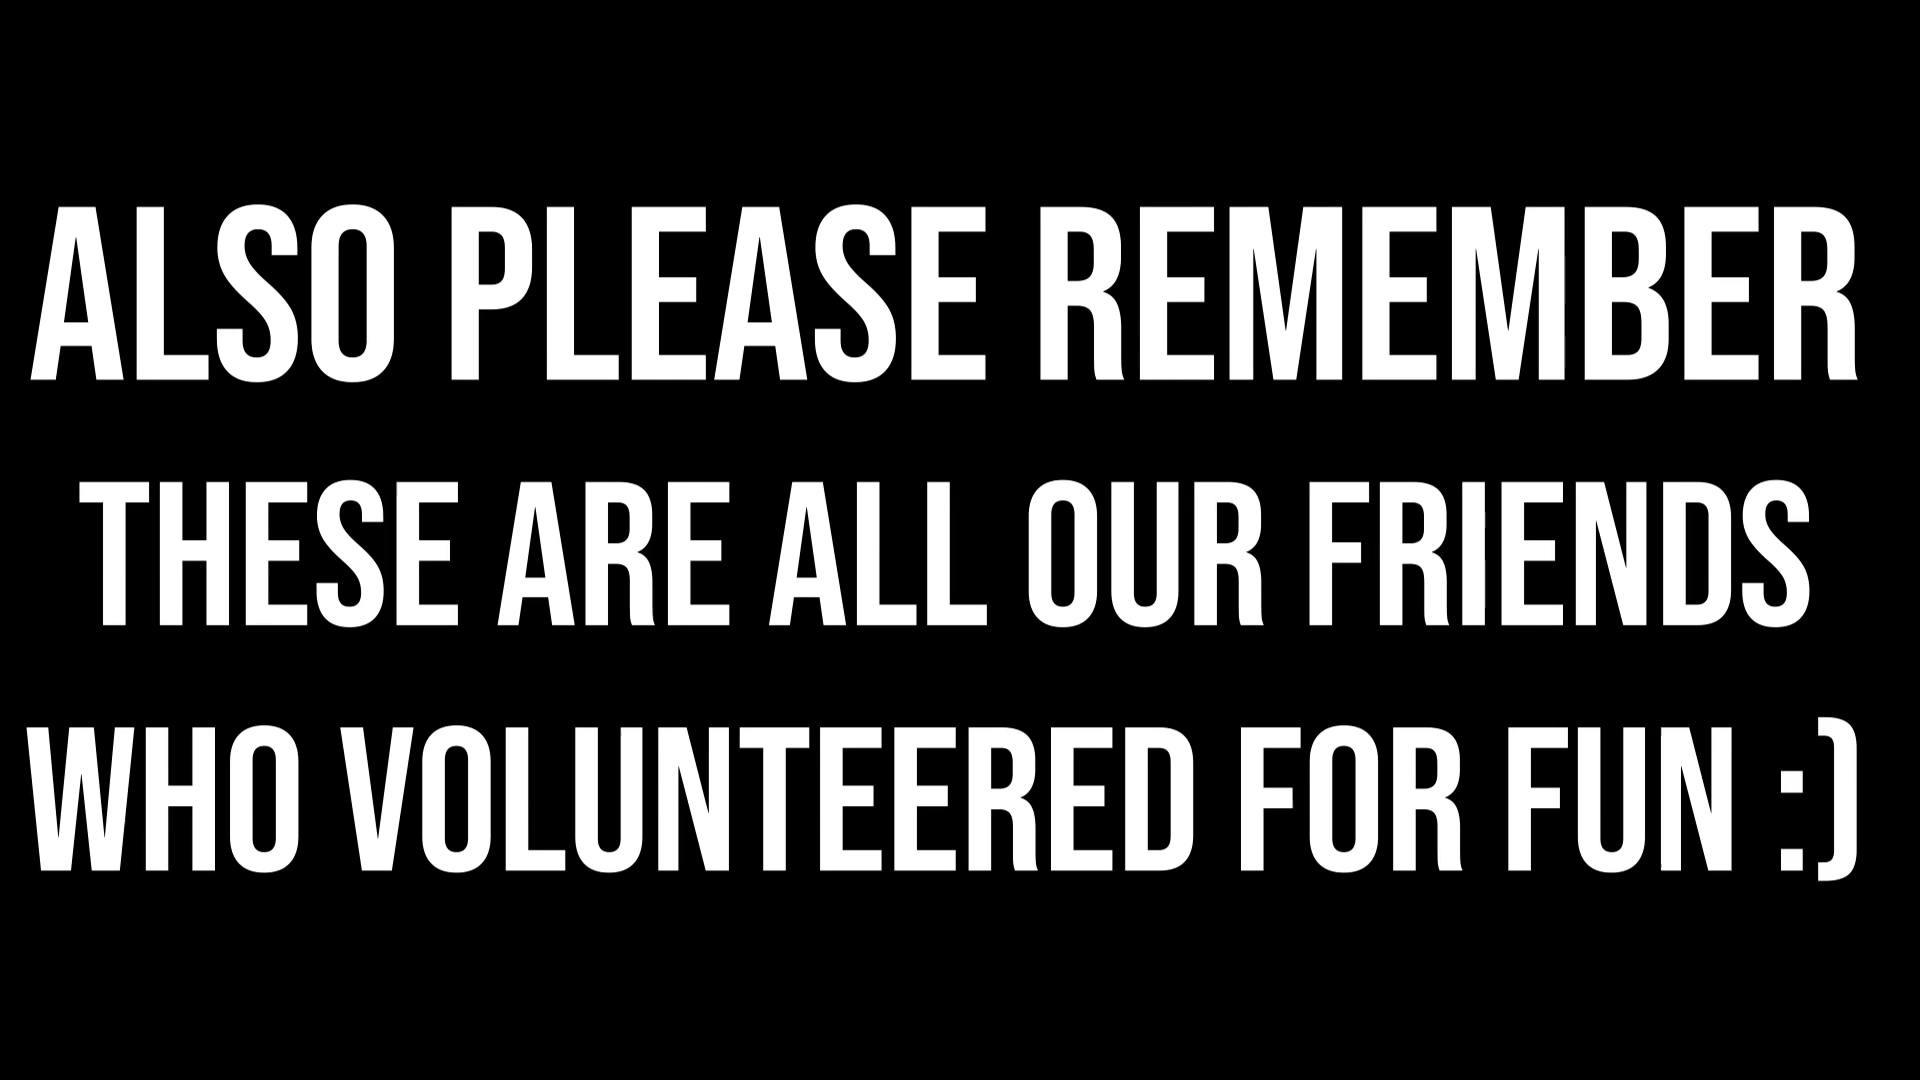 ALSO PLEASE REMEMBER
THESE ARE ALL OUR FRIENDS
WHO VOLUNTEERED FOR FUN :)